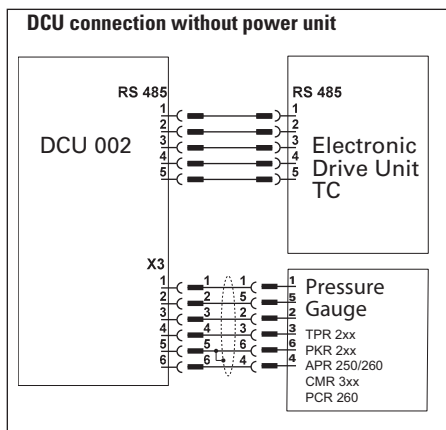 DCU connection without power unit
RS 485 RS 485
1 1
2 2
3 3
4 4
5 5
DCU 002
Electronic
Drive Unit
TC
X3
1 1 1 1
2 2 5 5
3 3 2 2
4 4 3 3
5 5 6 6
6 6 4 4
Pressure
Gauge
TPR 2xx
PKR 2xx
APR 250/260
CMR 3xx
PCR 260